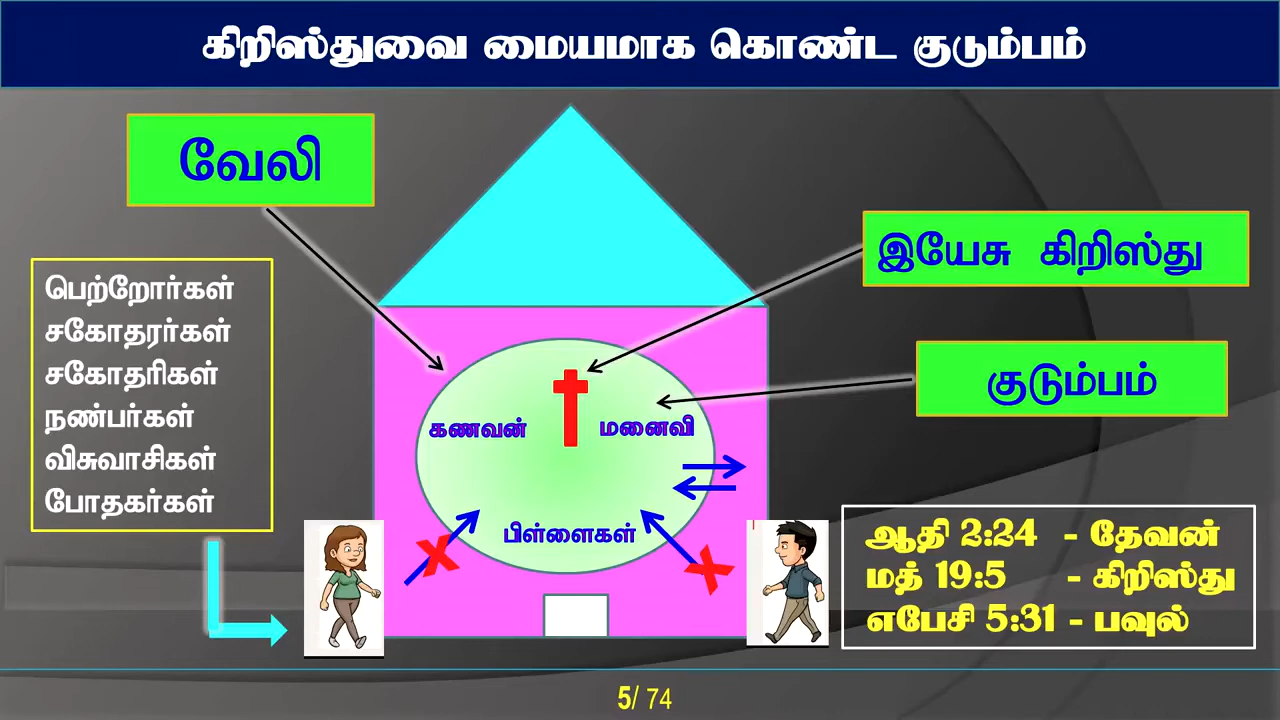 கிறிஸ்துவை மையமாக கொண்ட குடும்பம்
வேலி
இயேசு கிறிஸ்து
பெற்றோர்கள்
சகோதரர்கள்
சகோதரிகள்
நண்பர்கள்
விசுவாசிகள்
போதகர்கள்
குடும்பம்
கணவன்
மனைவி
பிள்ளைகள்
ஆதி 2:24 - தேவன்
மத் 19:5 - கிறிஸ்து
எபேசி 5:31 - பவுல்
5/ 74